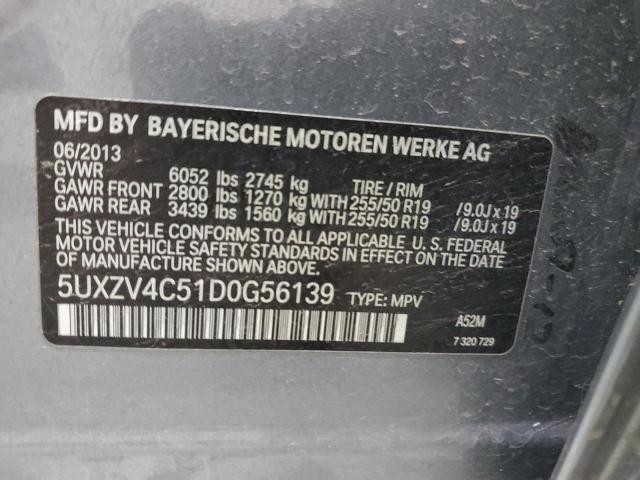 MFD BY BAYERISCHE MOTOREN WERKE AG
06/2013
GVWR 6052 lbs 2745 kg TIRE / RIM
GAWR FRONT 2800 lbs 1270 kg WITH 255/50 R19 /9.0J x 19
GAWR REAR 3439 lbs 1560 kg WITH 255/50 R19 /9.0J x 19
THIS VEHICLE CONFORMS TO ALL APPLICABLE U. S. FEDERAL
MOTOR VEHICLE SAFETY STANDARDS IN EFFECT ON THE DATE
OF MANUFACTURE SHOWN ABOVE.
5UXZV4C51D0G56139 TYPE: MPV
A52M
7 320 729